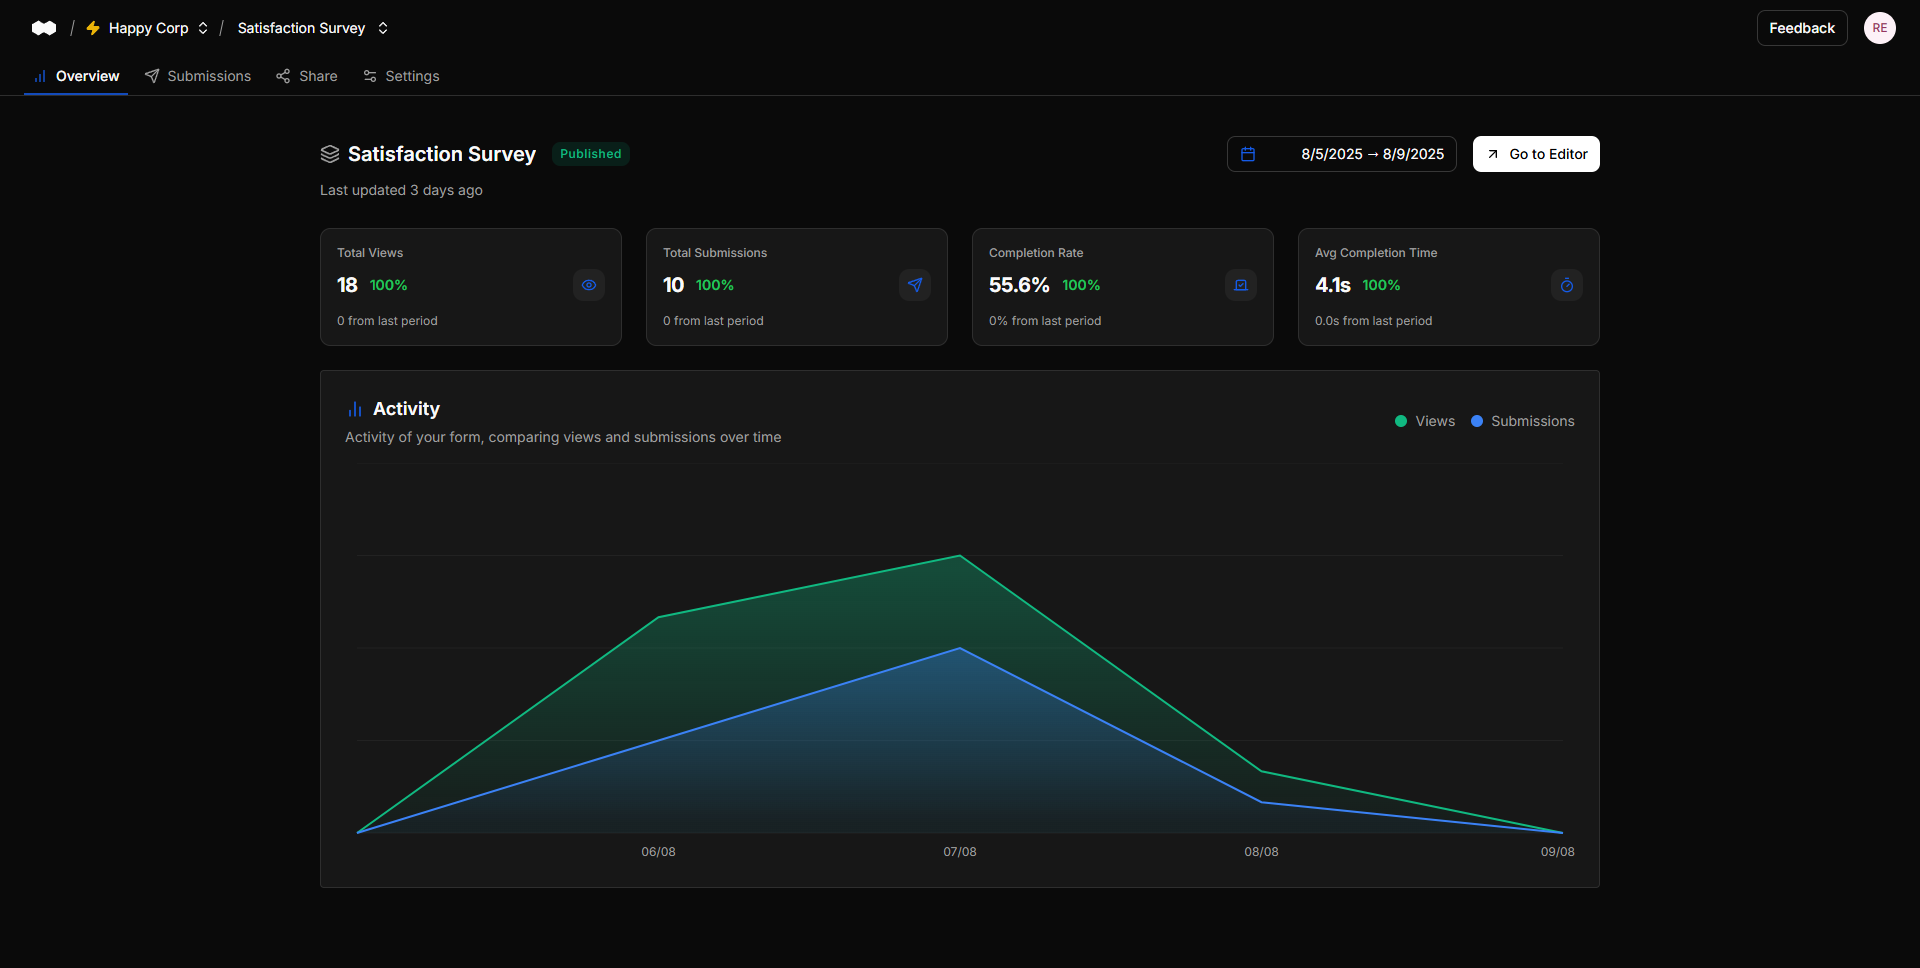 / Happy Corp / Satisfaction Survey
Feedback
RE
Overview Submissions Share Settings
Satisfaction Survey Published
8/5/2025 → 8/9/2025
Go to Editor
Last updated 3 days ago
Total Views
18 100%
0 from last period
Total Submissions
10 100%
0 from last period
Completion Rate
55.6% 100%
0% from last period
Avg Completion Time
4.1s 100%
0.0s from last period
Activity
Activity of your form, comparing views and submissions over time
Views Submissions
06/08 07/08 08/08 09/08